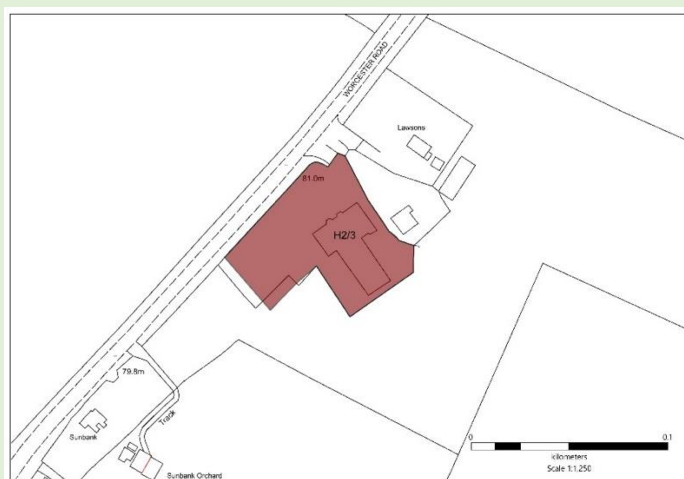 WORCESTER ROAD
Lawsons
81.0m
H2/3
79.8m
Track
Sunbank
Sunbank Orchard
0
0.1
kilometers
Scale 1:1,250